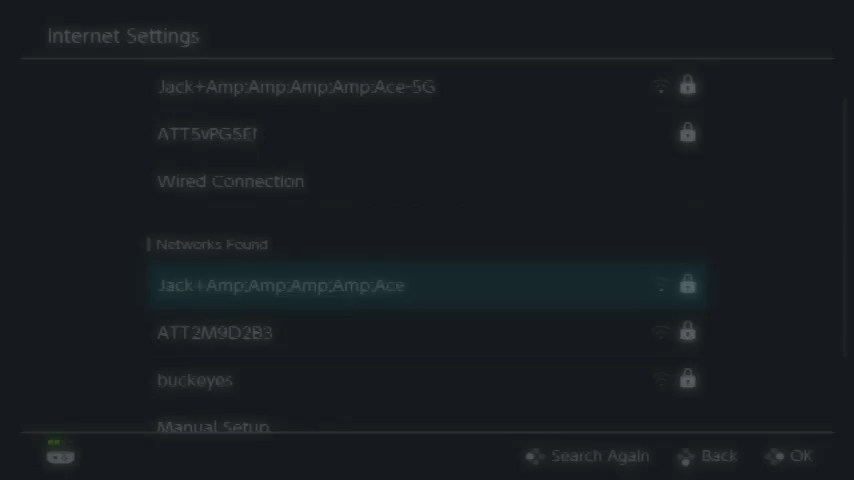 Internet Settings
Jack+Amp;Amp;Amp;Amp;Ace-5G
Wired Connection
Networks Found
Jack+Amp;Amp;Amp;Amp;Ace
ATT2M9D2B3
buckeyes
Manual Setup
Search Again Back OK